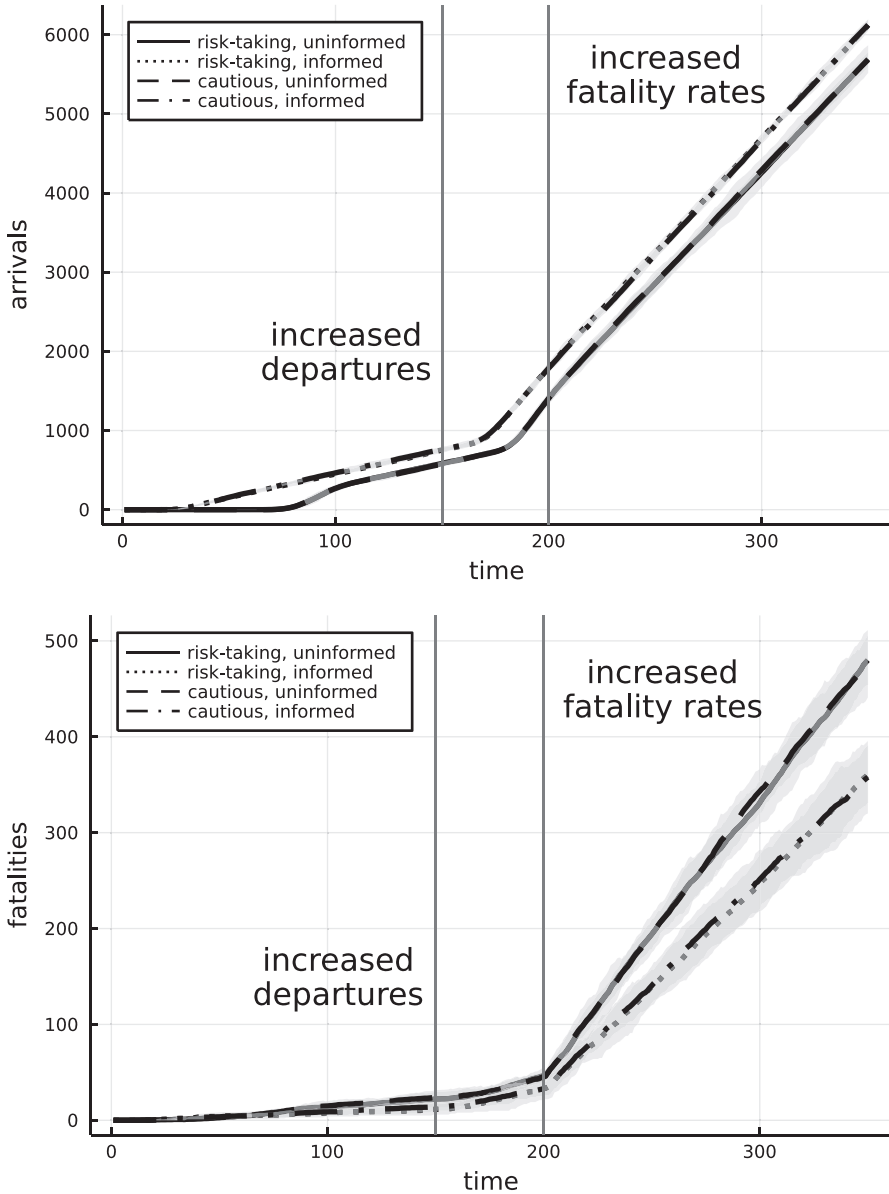 6000
5000
4000
3000
2000
1000
0
arrivals
risk-taking, uninformed
risk-taking, informed
cautious, uninformed
cautious, informed
increased
fatality rates
increased
departures
0
100
200
300
time
500
400
300
200
100
0
fatalities
risk-taking, uninformed
risk-taking, informed
cautious, uninformed
cautious, informed
increased
fatality rates
increased
departures
0
100
200
300
time